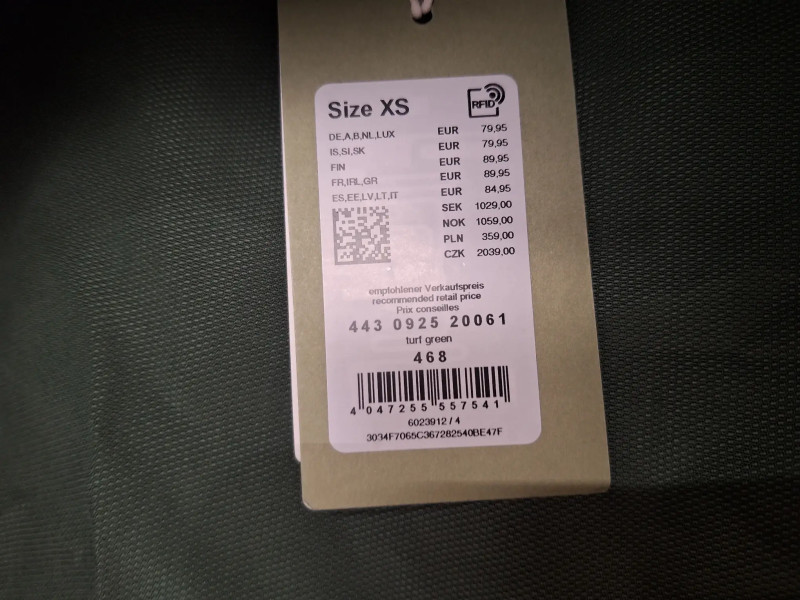 Size XS
RFID
DE,A,B,NL,LUX EUR 79,95
IS,SI,SK EUR 79,95
FIN EUR 89,95
FR,IRL,GR EUR 89,95
ES,EE,LV,LT,IT EUR 84,95
SEK 1029,00
NOK 1059,00
PLN 359,00
CZK 2039,00
empfohlener Verkaufspreis
recommended retail price
Prix conseilles
443 0925 20061
turf green
468
4 047255 557541
6023912 / 4
3034F7065C367282540BE47F